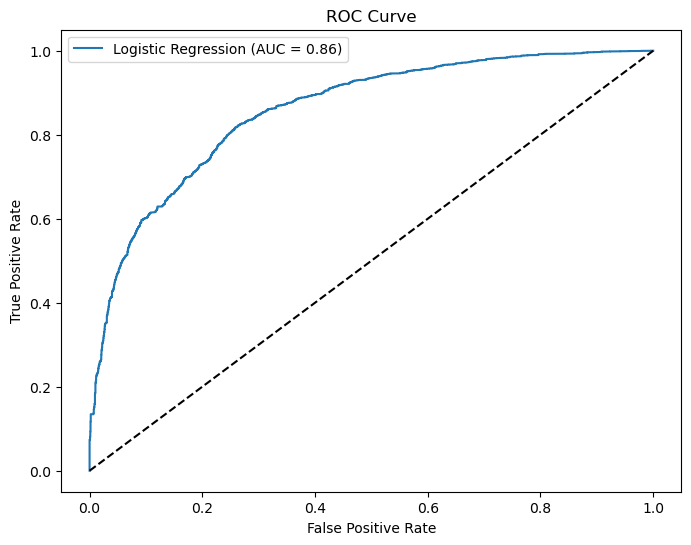 ROC Curve
Logistic Regression (AUC = 0.86)
1.0
0.8
0.6
0.4
0.2
0.0
True Positive Rate
0.0 0.2 0.4 0.6 0.8 1.0
False Positive Rate